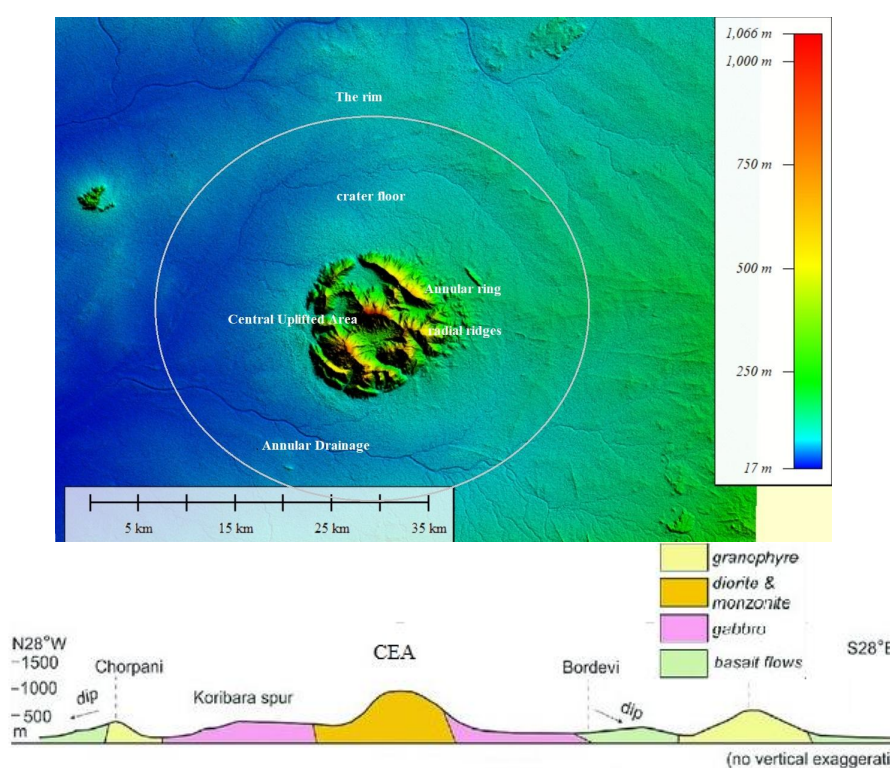 1,066 m
1,000 m
750 m
500 m
250 m
17 m
The rim
crater floor
Annular ring
Central Uplifted Area
radial ridges
Annular Drainage
5 km
15 km
25 km
35 km
granophyre
diorite &
monzonite
gabbro
basalt flows
N28°W
S28°E
1500
1000
500
m
Chorpani
dip
Koribara spur
CEA
Bordevi
dip
(no vertical exaggerati